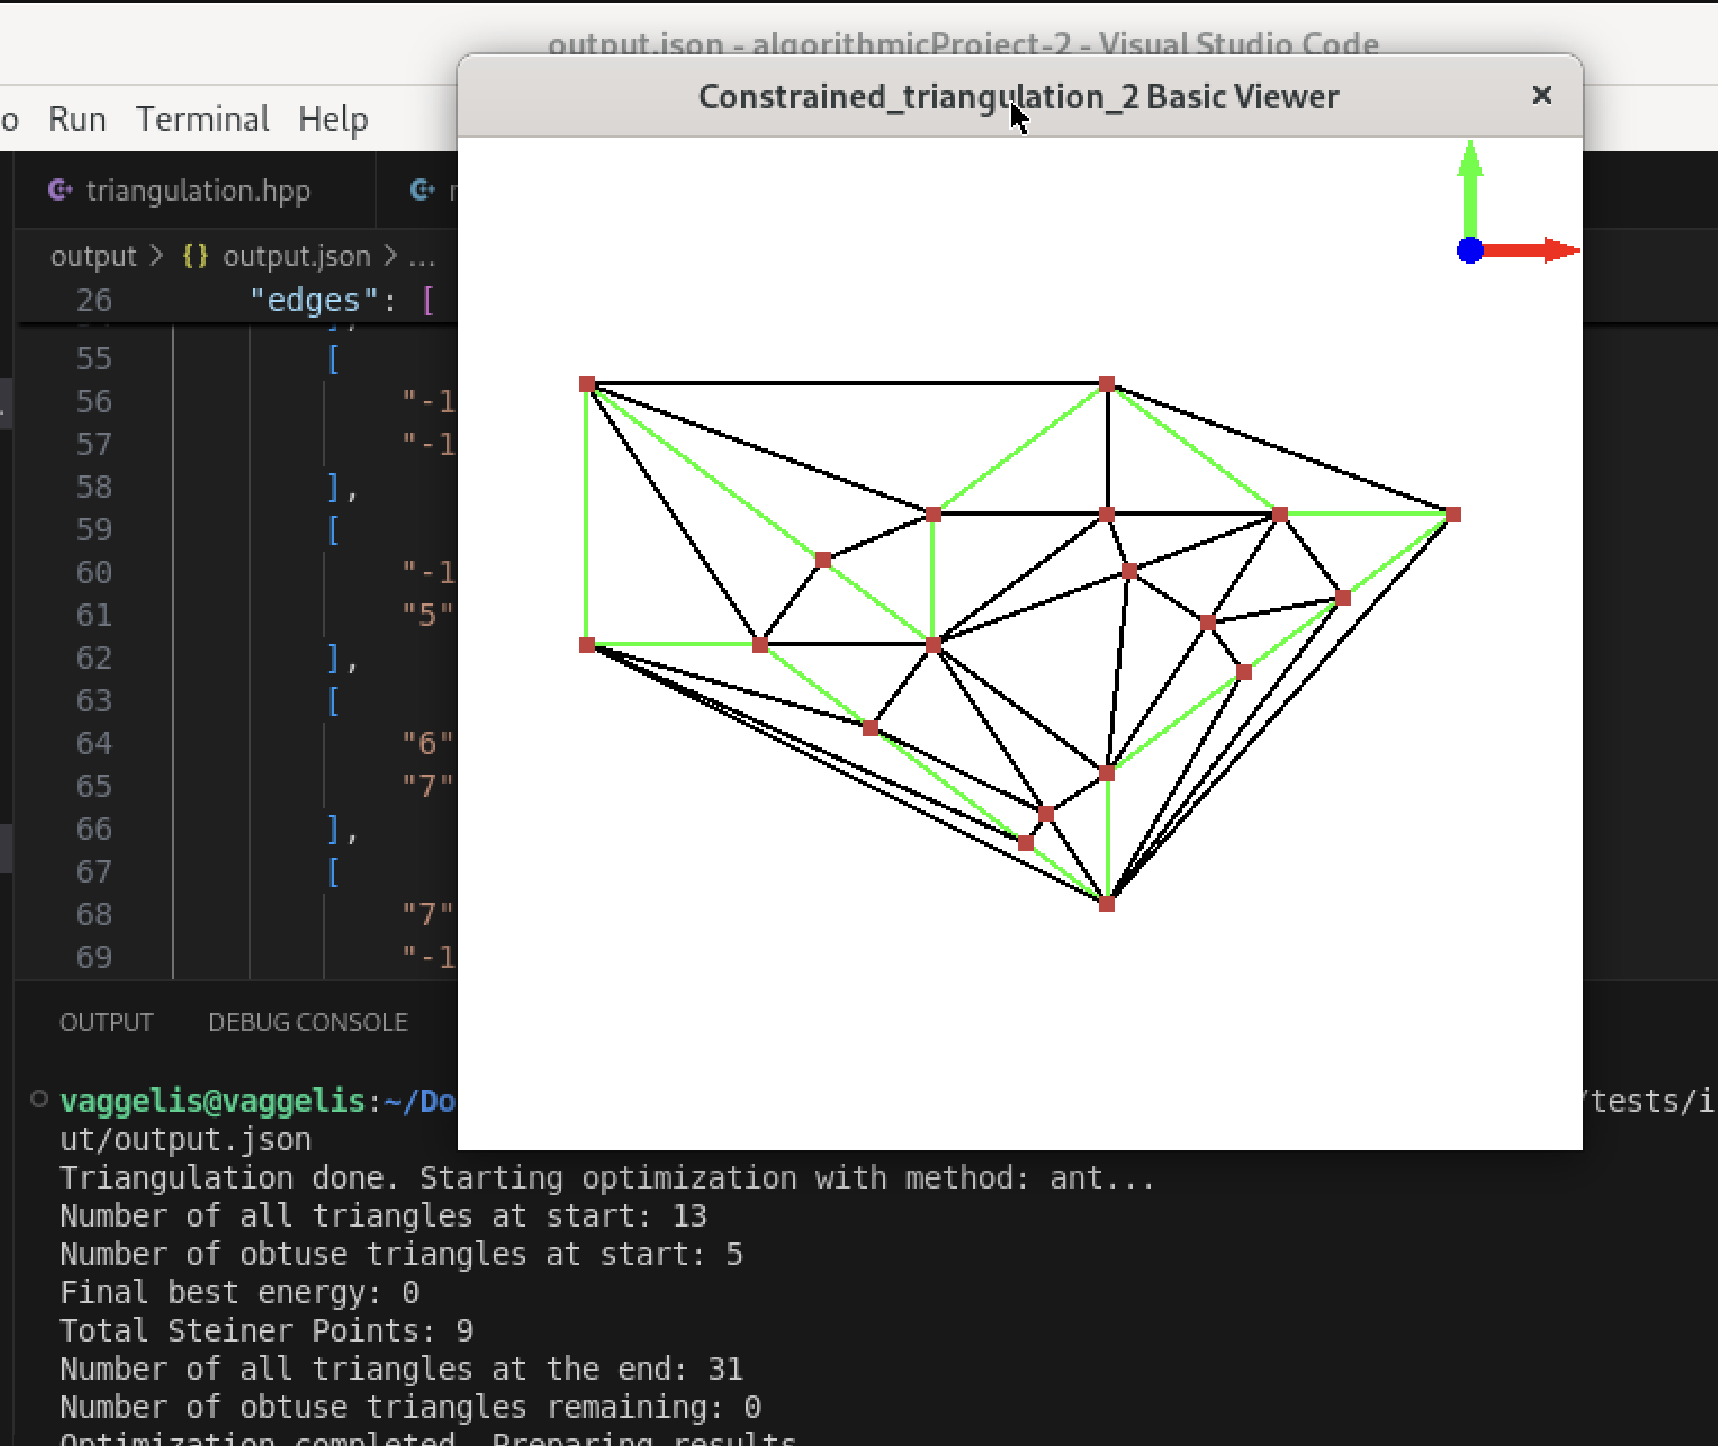 output.json - algorithmicProject-2 - Visual Studio Code
Constrained_triangulation_2 Basic Viewer ×
Run Terminal Help
triangulation.hpp
output > {} output.json > ...
26 "edges": [
],
55 [
56 "-1
57 "-1
58 ],
59 [
60 "-1
61 "5"
62 ],
63 [
64 "6"
65 "7"
66 ],
67 [
68 "7"
69 "-1
OUTPUT DEBUG CONSOLE
vaggelis@vaggelis:~/Do /tests/i
ut/output.json
Triangulation done. Starting optimization with method: ant...
Number of all triangles at start: 13
Number of obtuse triangles at start: 5
Final best energy: 0
Total Steiner Points: 9
Number of all triangles at the end: 31
Number of obtuse triangles remaining: 0
Optimization completed. Preparing results